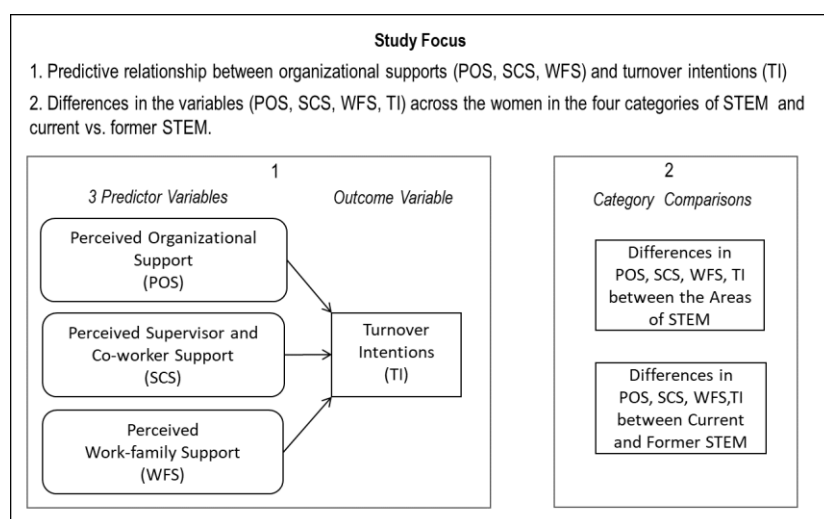 Study Focus
1. Predictive relationship between organizational supports (POS, SCS, WFS) and turnover intentions (TI)
2. Differences in the variables (POS, SCS, WFS, TI) across the women in the four categories of STEM and
current vs. former STEM.
1
3 Predictor Variables
Outcome Variable
Perceived Organizational
Support
(POS)
Perceived Supervisor and
Co-worker Support
(SCS)
Perceived
Work-family Support
(WFS)
Turnover
Intentions
(TI)
2
Category Comparisons
Differences in
POS, SCS, WFS, TI
between the Areas
of STEM
Differences in
POS, SCS, WFS,TI
between Current
and Former STEM